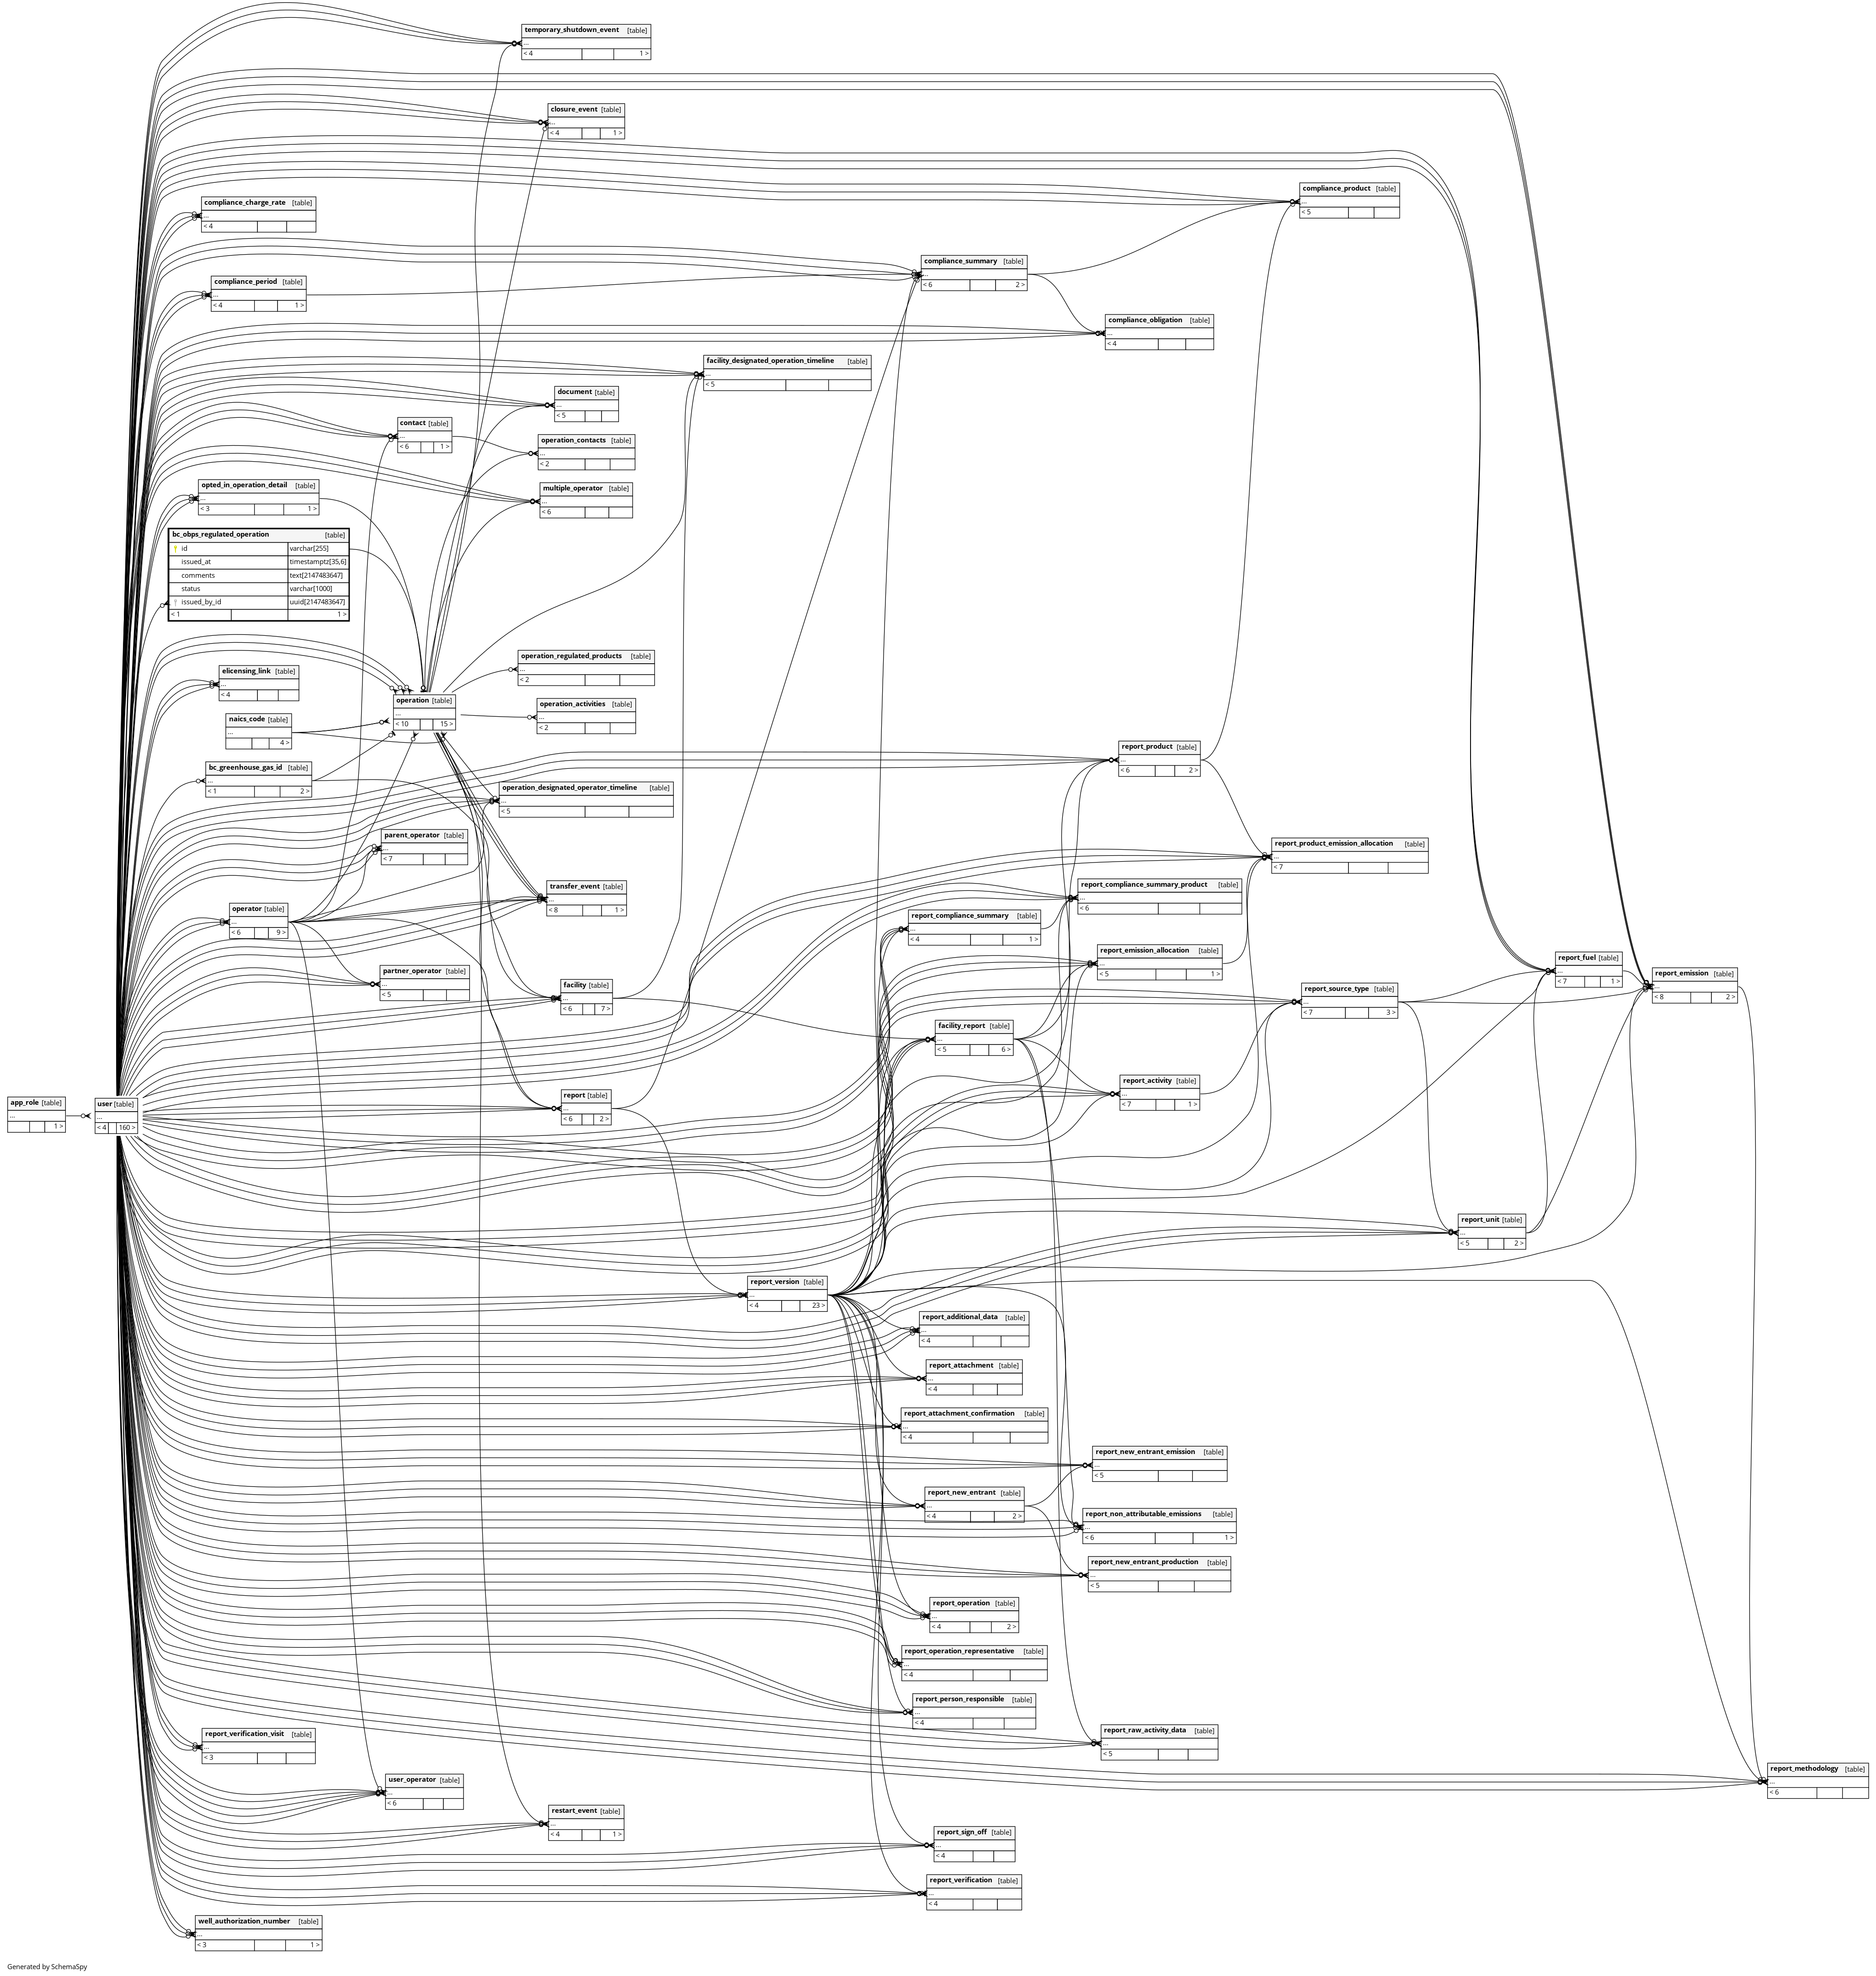 temporary_shutdown_event [table]
...
< 4 1 >
closure_event [table]
...
< 4 1 >
compliance_product [table]
...
< 5
compliance_charge_rate [table]
...
< 4
compliance_summary [table]
...
< 6 2 >
compliance_period [table]
...
< 4 1 >
compliance_obligation [table]
...
< 4
facility_designated_operation_timeline [table]
...
< 5
document [table]
...
< 5
contact [table]
...
< 6 1 >
operation_contacts [table]
...
< 2
opted_in_operation_detail [table]
...
< 3 1 >
multiple_operator [table]
...
< 6
bc_obps_regulated_operation [table]
id varchar[255]
issued_at timestamptz[35,6]
comments text[2147483647]
status varchar[1000]
issued_by_id uuid[2147483647]
< 1 1 >
operation_regulated_products [table]
...
< 2
elicensing_link [table]
...
< 4
operation [table]
...
< 10 15 >
operation_activities [table]
...
< 2
naics_code [table]
...
4 >
report_product [table]
...
< 6 2 >
bc_greenhouse_gas_id [table]
...
< 1 2 >
operation_designated_operator_timeline [table]
...
< 5
parent_operator [table]
...
< 7
report_product_emission_allocation [table]
...
< 7
transfer_event [table]
...
< 8 1 >
report_compliance_summary_product [table]
...
< 6
operator [table]
...
< 6 9 >
report_compliance_summary [table]
...
< 4 1 >
report_emission_allocation [table]
...
< 5 1 >
report_fuel [table]
...
< 7 1 >
partner_operator [table]
...
< 5
report_emission [table]
...
< 8 2 >
facility [table]
...
< 6 7 >
report_source_type [table]
...
< 7 3 >
facility_report [table]
...
< 5 6 >
report_activity [table]
...
< 7 1 >
report [table]
...
< 6 2 >
app_role [table]
...
1 >
user [table]
...
< 4 160 >
report_unit [table]
...
< 5 2 >
report_version [table]
...
< 4 23 >
report_additional_data [table]
...
< 4
report_attachment [table]
...
< 4
report_attachment_confirmation [table]
...
< 4
report_new_entrant_emission [table]
...
< 5
report_new_entrant [table]
...
< 4 2 >
report_non_attributable_emissions [table]
...
< 6 1 >
report_new_entrant_production [table]
...
< 5
report_operation [table]
...
< 4 2 >
report_operation_representative [table]
...
< 4
report_person_responsible [table]
...
< 4
report_verification_visit [table]
...
< 3
report_raw_activity_data [table]
...
< 5
report_methodology [table]
...
< 6
user_operator [table]
...
< 6
restart_event [table]
...
< 4 1 >
report_sign_off [table]
...
< 4
report_verification [table]
...
< 4
well_authorization_number [table]
...
< 3 1 >
Generated by SchemaSpy